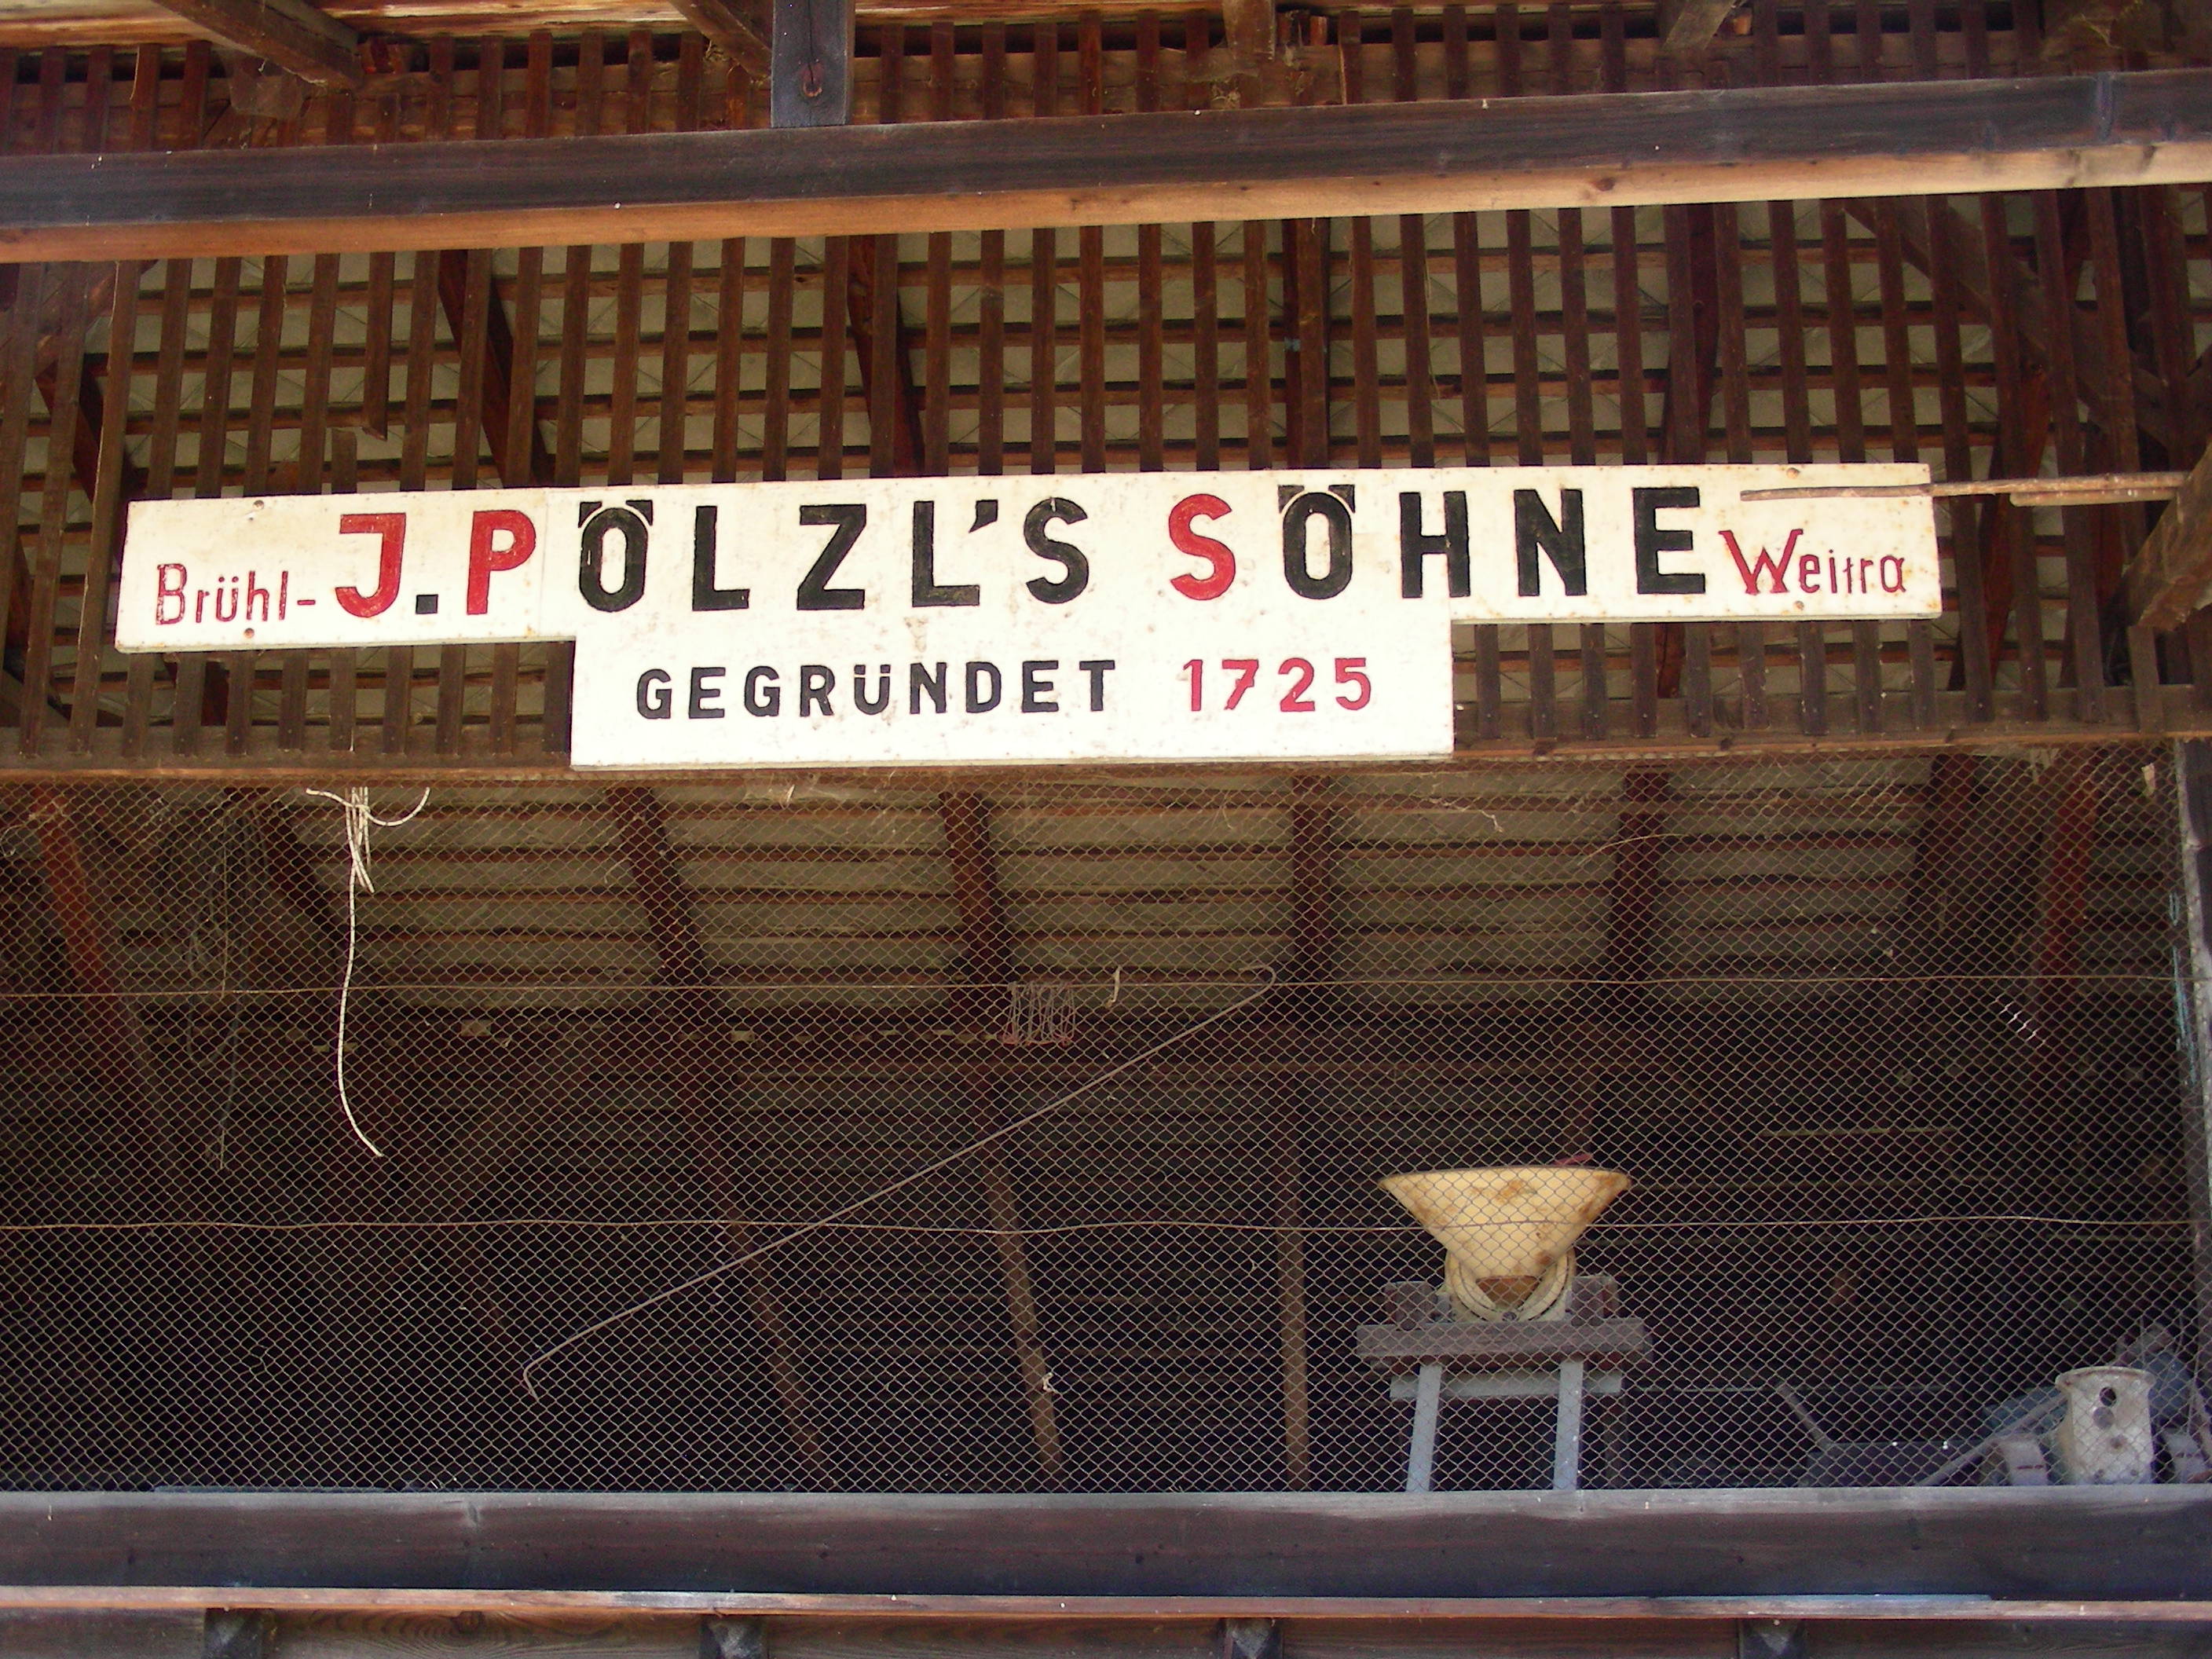 Brühl- J. PÖLZL'S SÖHNE Weitra
GEGRÜNDET 1725